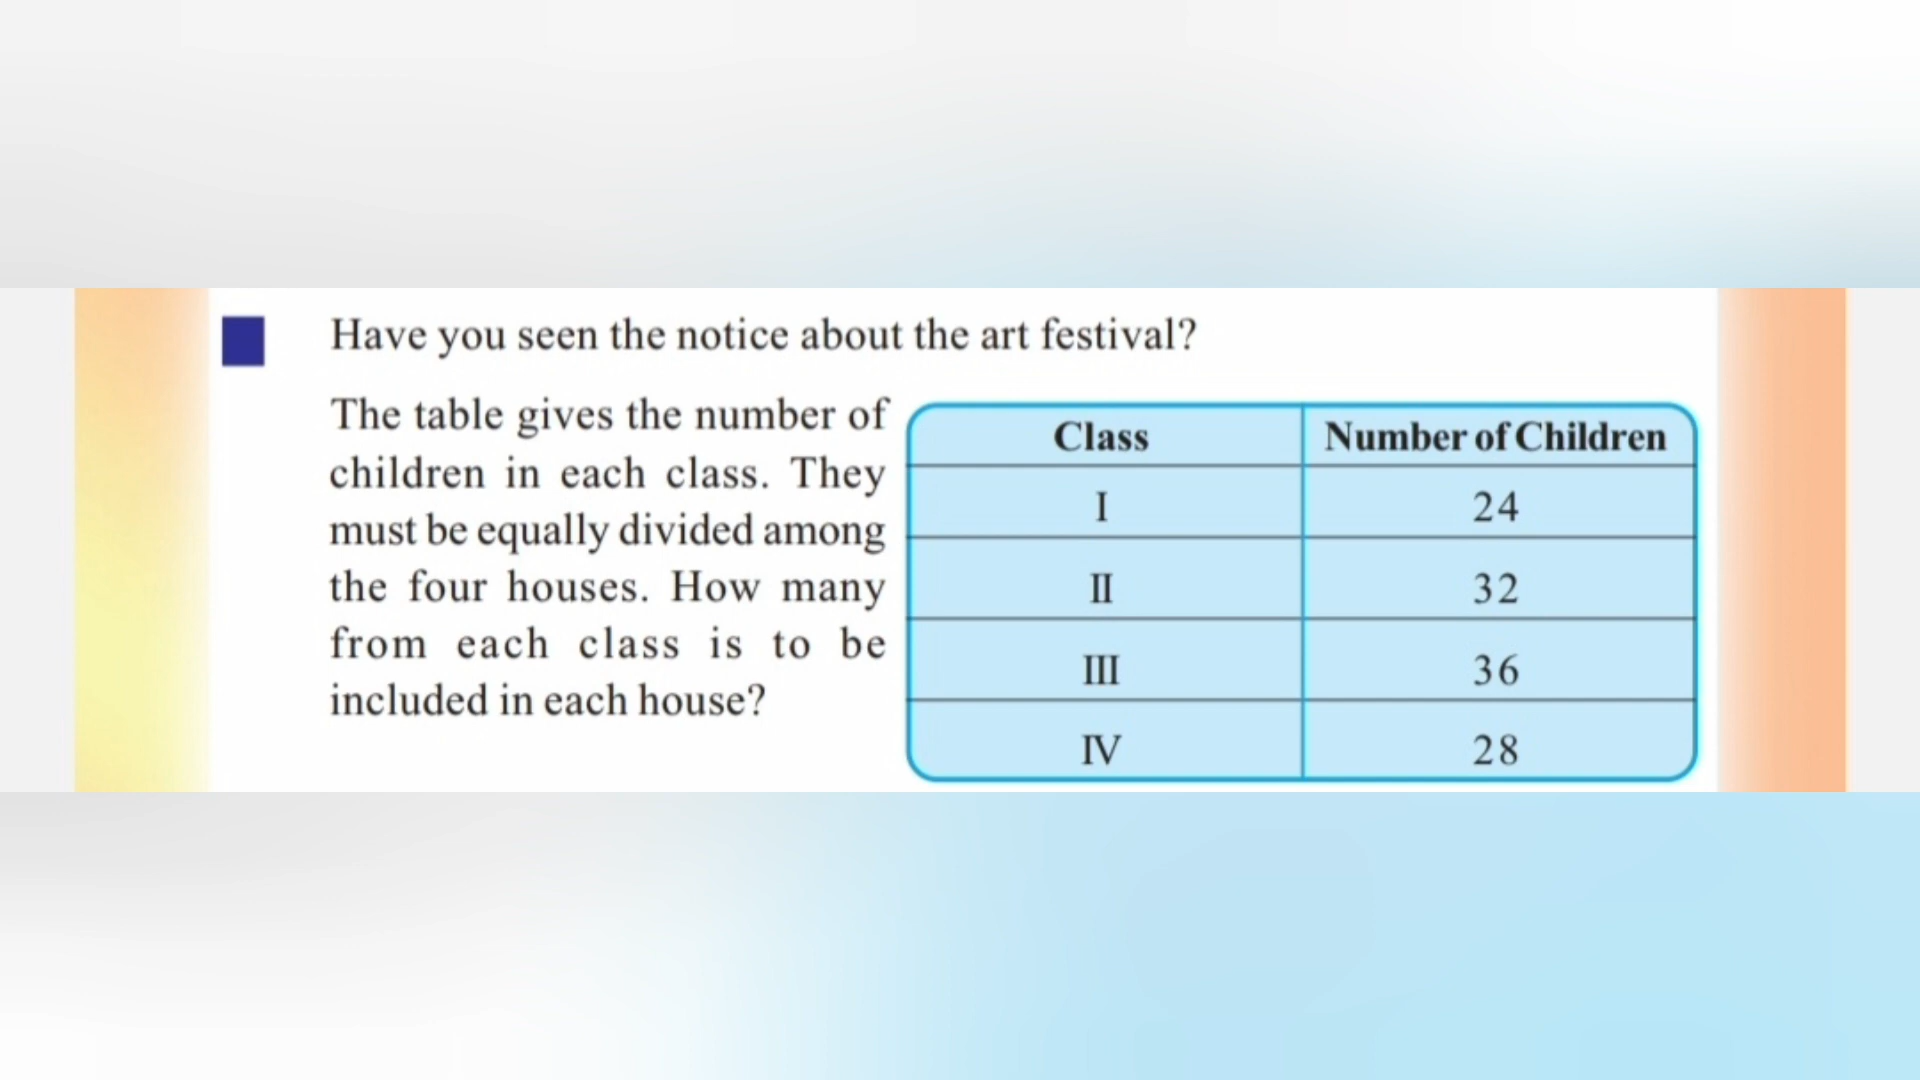 Have you seen the notice about the art festival?
The table gives the number of
children in each class. They
must be equally divided among
the four houses. How many
from each class is to be
included in each house?
Class Number of Children
I 24
II 32
III 36
IV 28